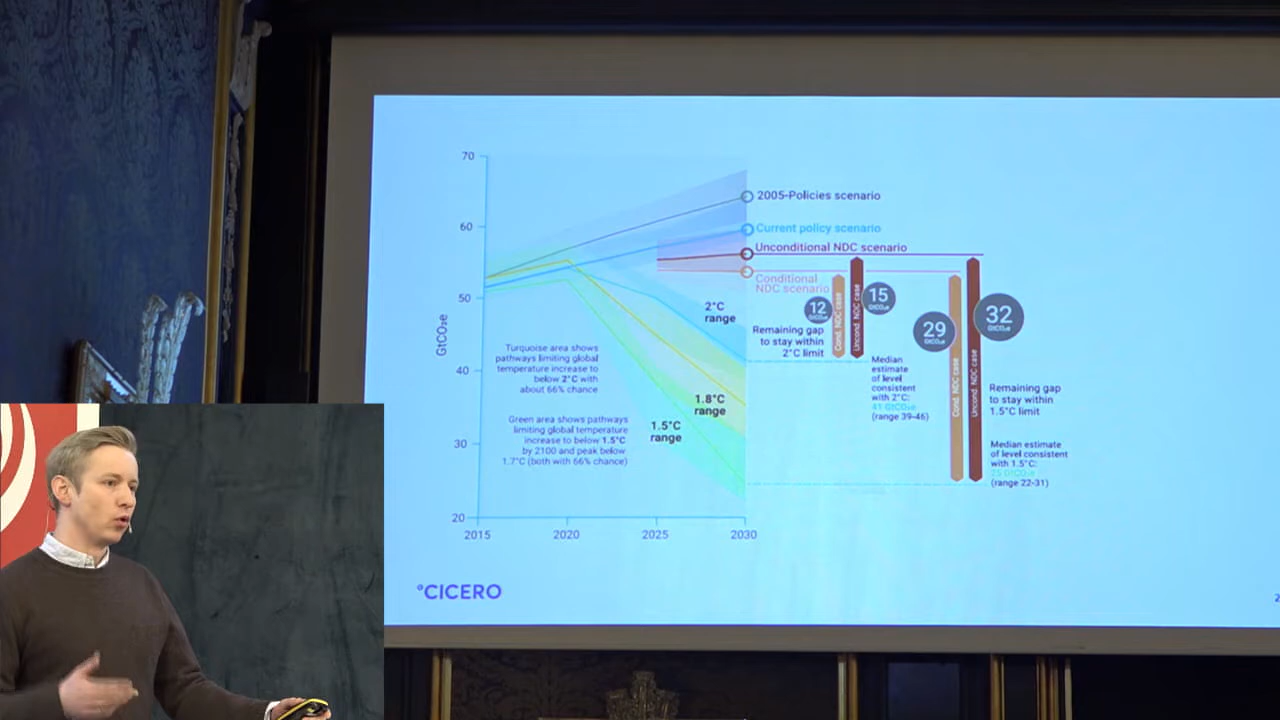 70
60
50
40
30
20
GtCO₂e
2015
2020
2025
2030
2005-Policies scenario
Current policy scenario
Unconditional NDC scenario
Conditional
NDC scenario
2°C
range
1.8°C
range
1.5°C
range
Turquoise area shows
pathways limiting global
temperature increase to
below 2°C with
about 66% chance
Green area shows pathways
limiting global temperature
increase to below 1.5°C
by 2100 and peak below
1.7°C (both with 66% chance)
12
GtCO₂e
Cond. NDC case
Uncond. NDC case
15
GtCO₂e
Remaining gap
to stay within
2°C limit
Median
estimate
of level
consistent
with 2°C:
41 GtCO₂e
(range 39-46)
29
GtCO₂e
Cond. NDC case
Uncond. NDC case
32
GtCO₂e
Remaining gap
to stay within
1.5°C limit
Median estimate
of level consistent
with 1.5°C:
25 GtCO₂e
(range 22-31)
°CICERO